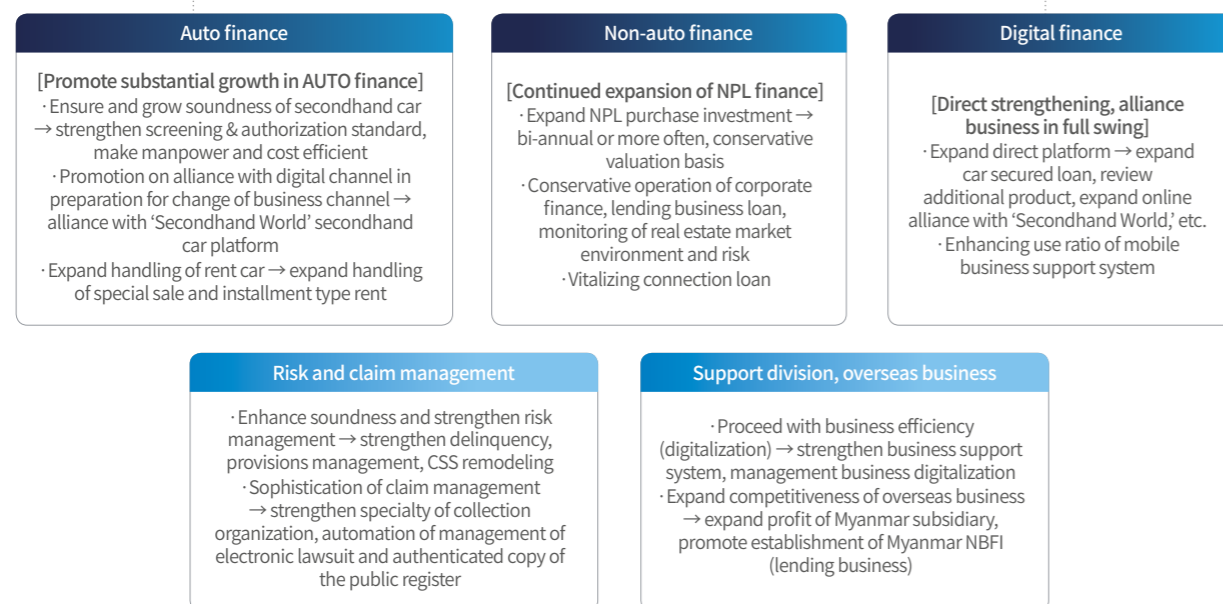 Auto finance
[Promote substantial growth in AUTO finance]
·Ensure and grow soundness of secondhand car
→ strengthen screening & authorization standard,
make manpower and cost efficient
·Promotion on alliance with digital channel in
preparation for change of business channel →
alliance with ‘Secondhand World’ secondhand
car platform
·Expand handling of rent car → expand handling
of special sale and installment type rent
Non-auto finance
[Continued expansion of NPL finance]
·Expand NPL purchase investment →
bi-annual or more often, conservative
valuation basis
·Conservative operation of corporate
finance, lending business loan,
monitoring of real estate market
environment and risk
·Vitalizing connection loan
Digital finance
[Direct strengthening, alliance
business in full swing]
·Expand direct platform → expand
car secured loan, review
additional product, expand online
alliance with ‘Secondhand World,’ etc.
·Enhancing use ratio of mobile
business support system
Risk and claim management
·Enhance soundness and strengthen risk
management → strengthen delinquency,
provisions management, CSS remodeling
·Sophistication of claim management
→ strengthen specialty of collection
organization, automation of management of
electronic lawsuit and authenticated copy of
the public register
Support division, overseas business
·Proceed with business efficiency
(digitalization) → strengthen business support
system, management business digitalization
·Expand competitiveness of overseas business
→ expand profit of Myanmar subsidiary,
promote establishment of Myanmar NBFI
(lending business)